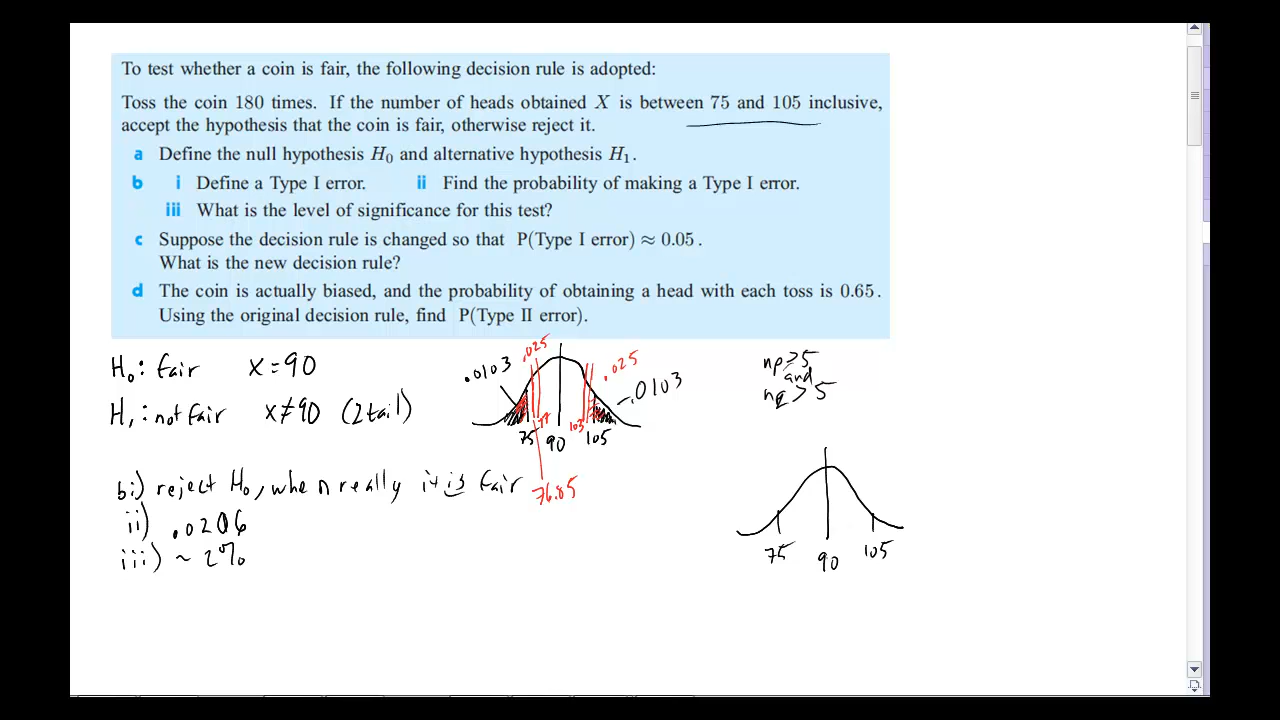 To test whether a coin is fair, the following decision rule is adopted:
Toss the coin 180 times. If the number of heads obtained X is between 75 and 105 inclusive,
accept the hypothesis that the coin is fair, otherwise reject it.
a Define the null hypothesis H₀ and alternative hypothesis H₁.
b i Define a Type I error. ii Find the probability of making a Type I error.
iii What is the level of significance for this test?
c Suppose the decision rule is changed so that P(Type I error) ≈ 0.05.
What is the new decision rule?
d The coin is actually biased, and the probability of obtaining a head with each toss is 0.65.
Using the original decision rule, find P(Type II error).
H₀: fair x=90
H₁: not fair x≠90 (2 tail)
.0103 .025 .025 .0103
75 77 90 103 105
76.85
np>5
and
nq>5
bi) reject H₀, when really it is fair
ii) .0206
iii) ~ 2%
75 90 105